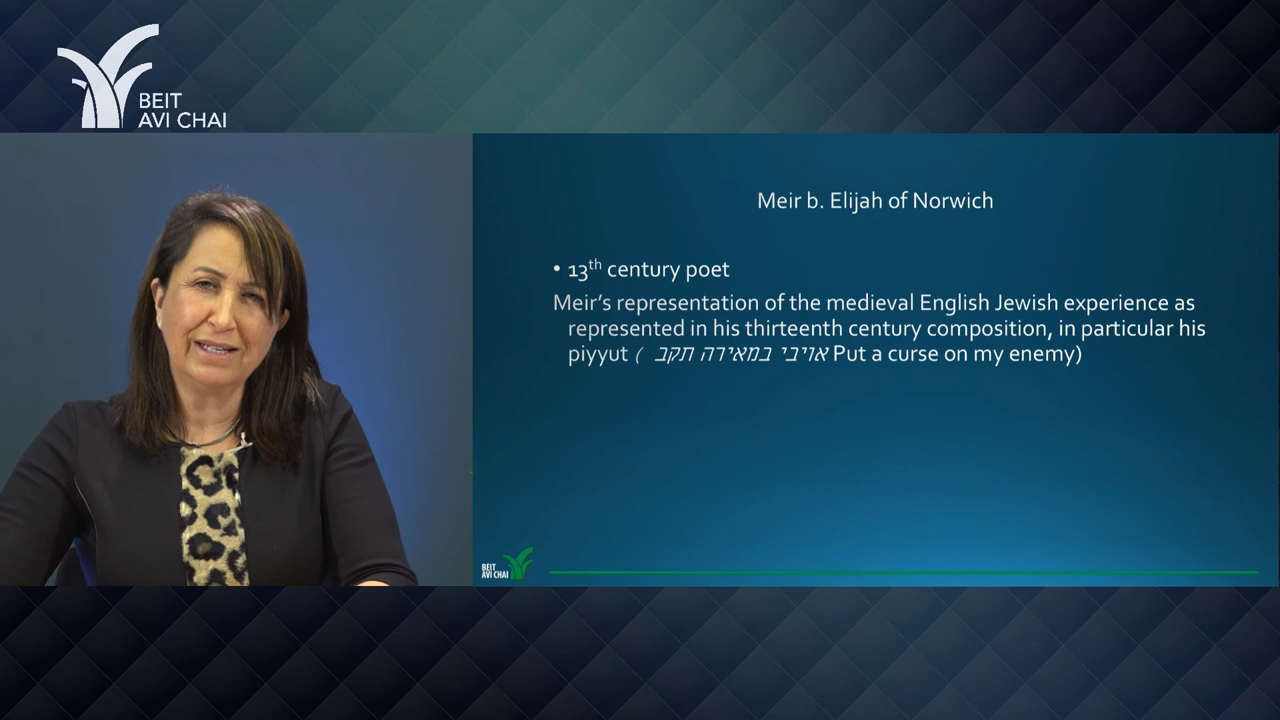 BEIT
AVI CHAI
Meir b. Elijah of Norwich
• 13th century poet
Meir’s representation of the medieval English Jewish experience as
represented in his thirteenth century composition, in particular his
piyyut ( אויבי במאירה תקב Put a curse on my enemy)
BEIT
AVI CHAI